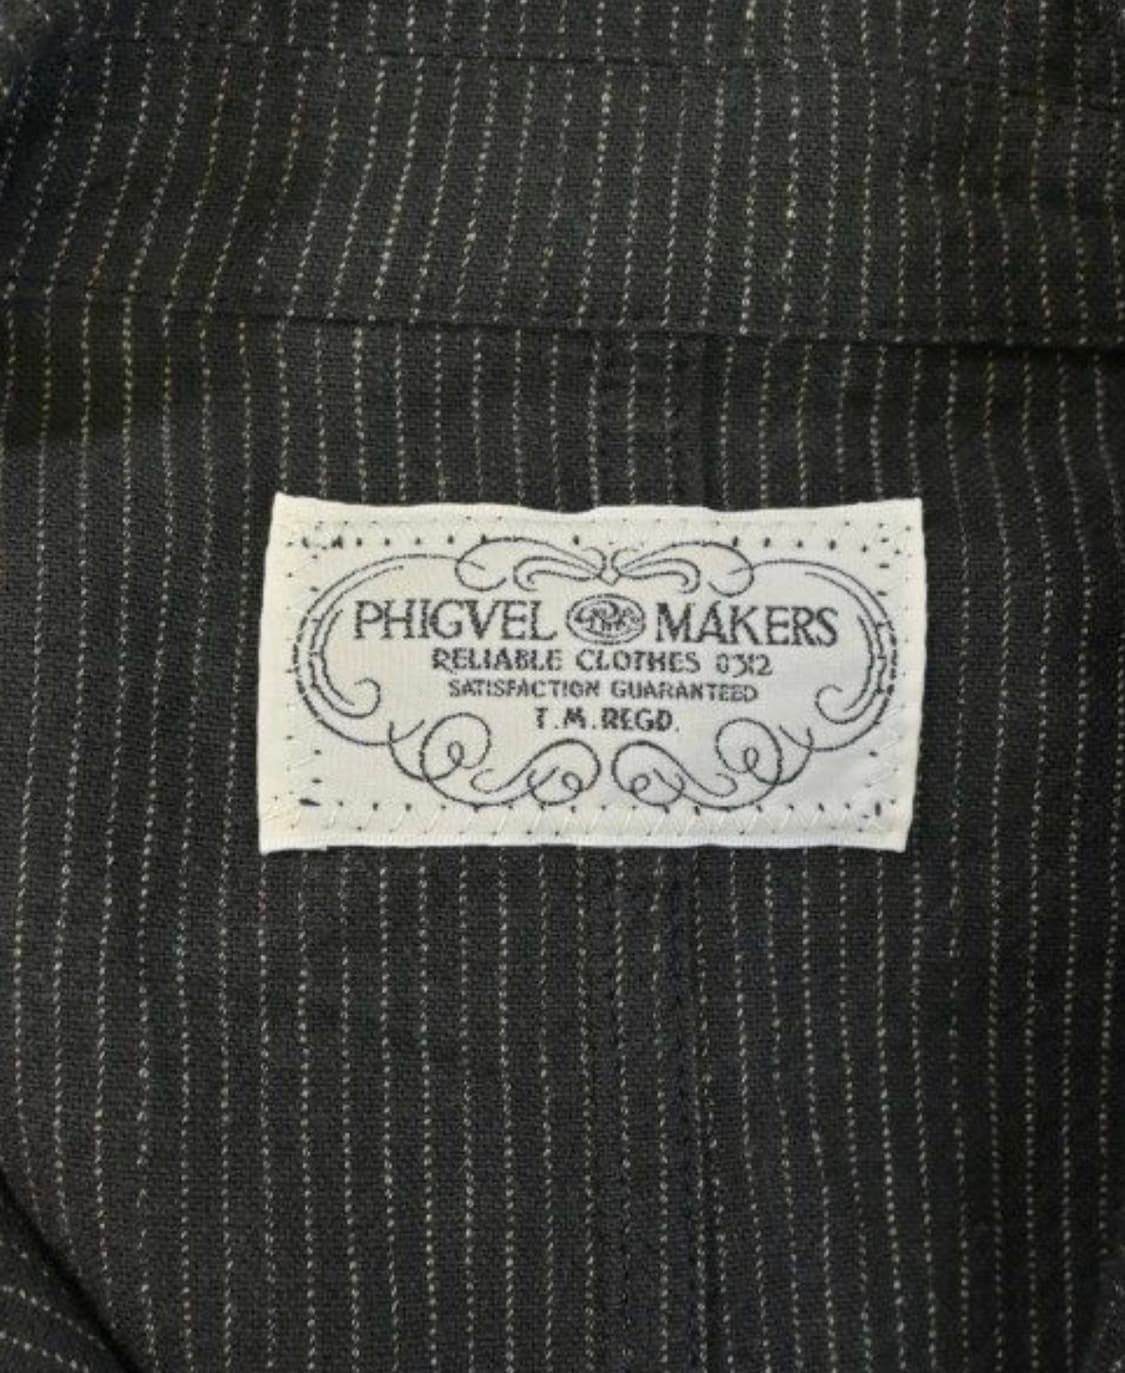 PHIGVEL MAKERS
RELIABLE CLOTHES 0312
SATISFACTION GUARANTEED
T.M.REGD.